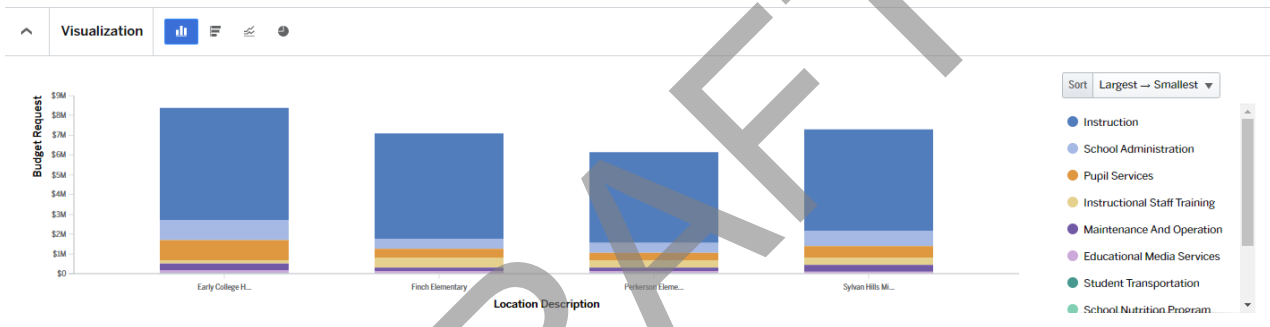 Visualization
Sort Largest → Smallest
Budget Request
$9M
$8M
$7M
$6M
$5M
$4M
$3M
$2M
$1M
$0
Early College H...
Finch Elementary
Perkerson Eleme...
Sylvan Hills Mi...
Location Description
Instruction
School Administration
Pupil Services
Instructional Staff Training
Maintenance And Operation
Educational Media Services
Student Transportation
School Nutrition Program
RAFT